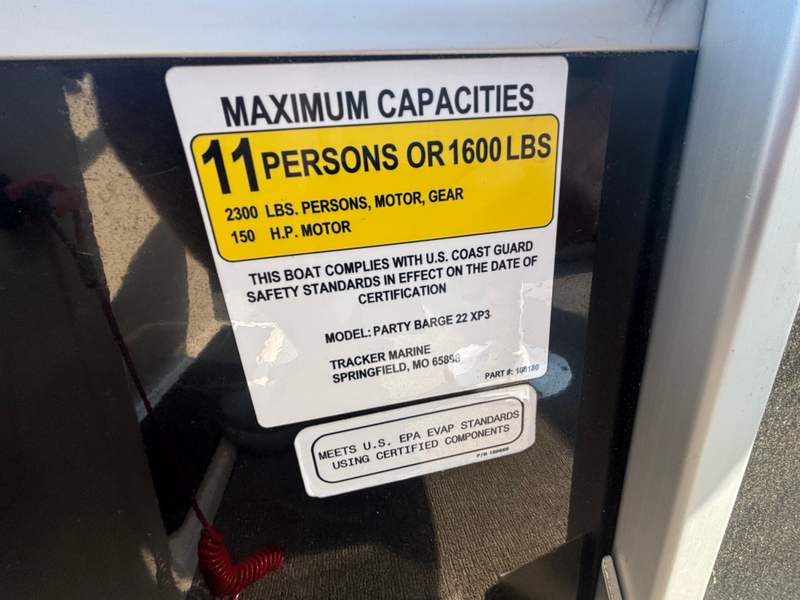 MAXIMUM CAPACITIES
11 PERSONS OR 1600 LBS
2300 LBS. PERSONS, MOTOR, GEAR
150 H.P. MOTOR
THIS BOAT COMPLIES WITH U.S. COAST GUARD
SAFETY STANDARDS IN EFFECT ON THE DATE OF
CERTIFICATION
MODEL: PARTY BARGE 22 XP3
TRACKER MARINE
SPRINGFIELD, MO
PART #:
MEETS U.S. EPA EVAP STANDARDS
USING CERTIFIED COMPONENTS
P/N